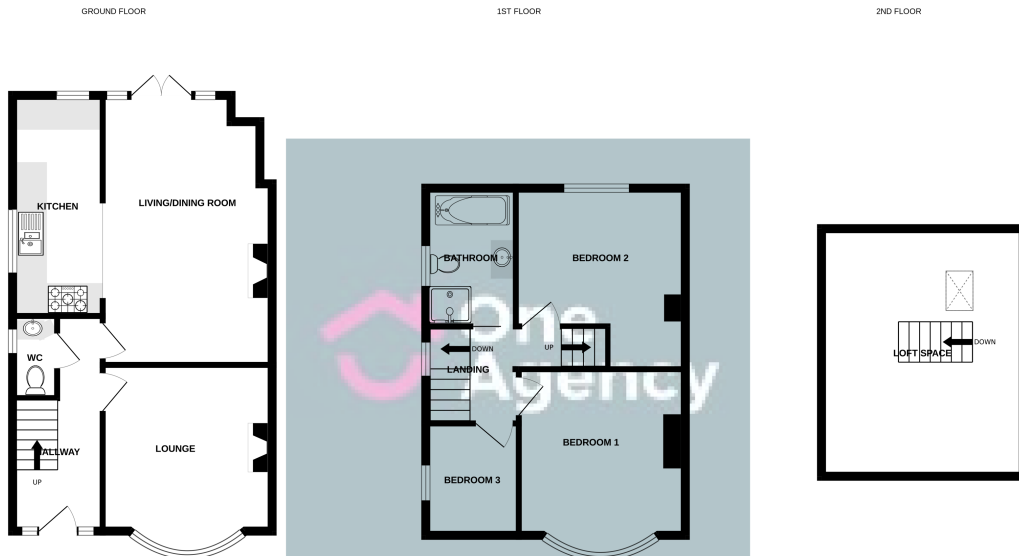 GROUND FLOOR
1ST FLOOR
2ND FLOOR
KITCHEN
LIVING/DINING ROOM
WC
HALLWAY
UP
LOUNGE
BATHROOM
BEDROOM 2
DOWN
UP
LANDING
BEDROOM 1
BEDROOM 3
One
Agency
DOWN
LOFT SPACE